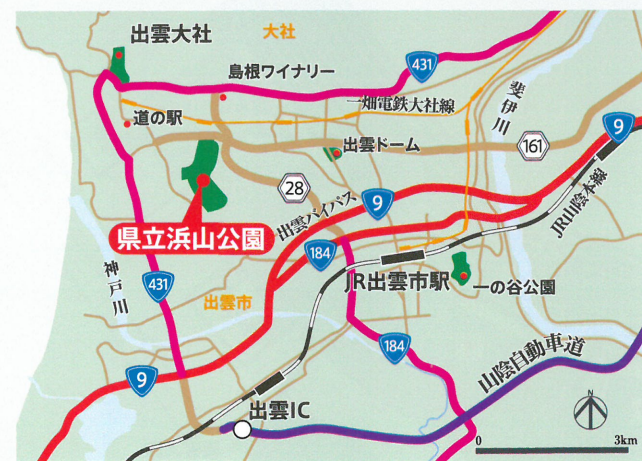 出雲大社
大社
431
島根ワイナリー
一畑電鉄大社線
斐伊川
道の駅
出雲ドーム
161
9
28
9
出雲バイパス
県立浜山公園
184
JR山陰本線
神戸川
431
出雲市
JR出雲市駅
一の谷公園
184
山陰自動車道
9
出雲IC
N
0
3km